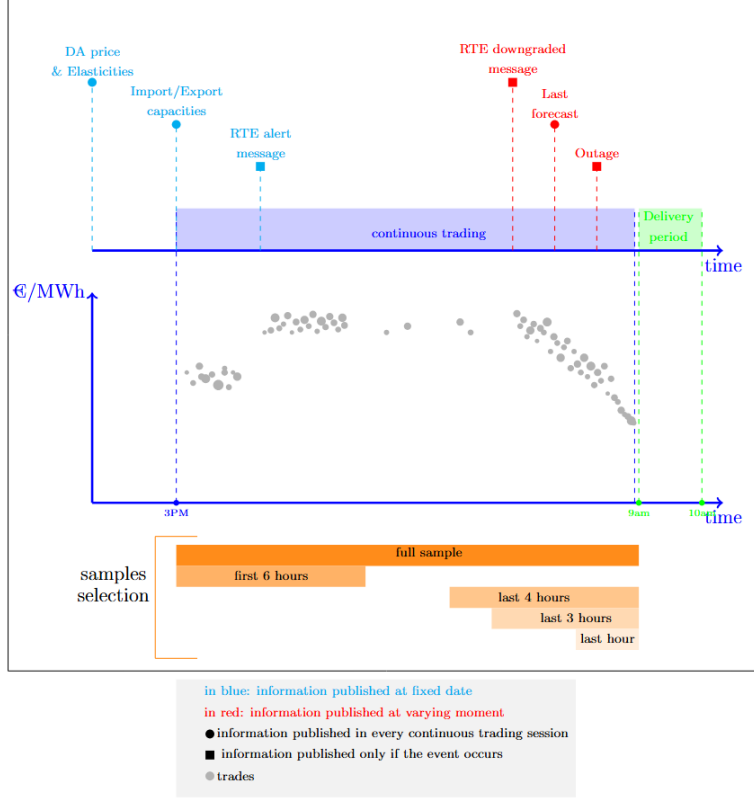 DA price
& Elasticities
Import/Export
capacities
RTE alert
message
RTE downgraded
message
Last
forecast
Outage
continuous trading
Delivery
period
time
€/MWh
3PM
9am
10am
time
samples
selection
full sample
first 6 hours
last 4 hours
last 3 hours
last hour
in blue: information published at fixed date
in red: information published at varying moment
information published in every continuous trading session
information published only if the event occurs
trades